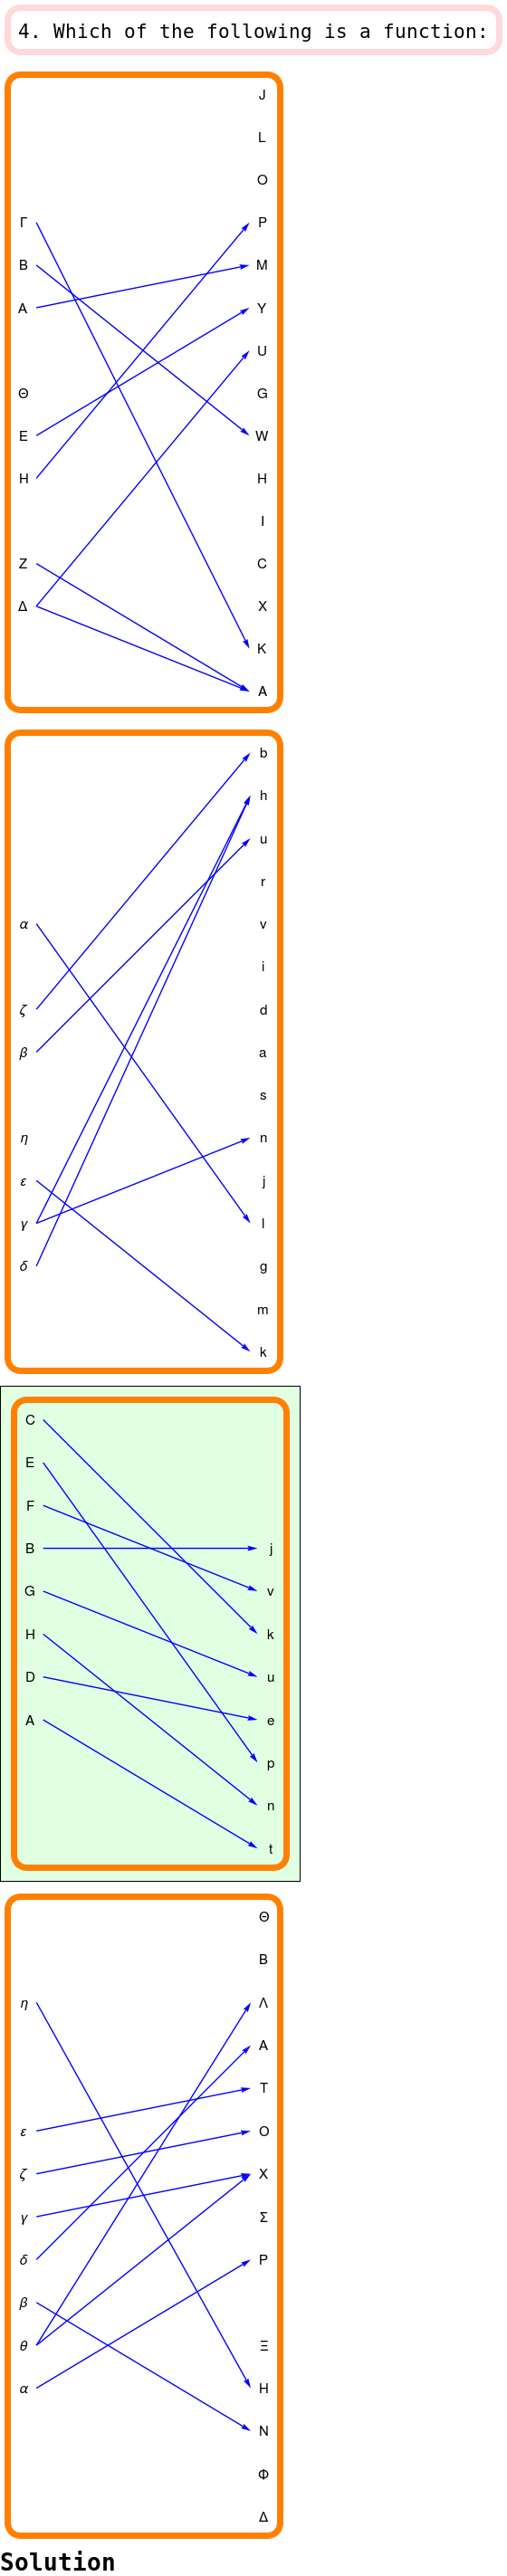 4. Which of the following is a function:
J
L
O
Γ P
B M
A Y
U
Θ G
E W
H H
I
Z C
Δ X
K
A
b
h
u
r
α v
i
ζ d
β a
s
η n
ε j
γ l
δ g
m
k
C
E
F
B j
G v
H k
D u
A e
p
n
t
Θ
B
η Λ
A
T
ε O
ζ X
γ Σ
δ P
β
θ Ξ
α H
N
Φ
Δ
Solution